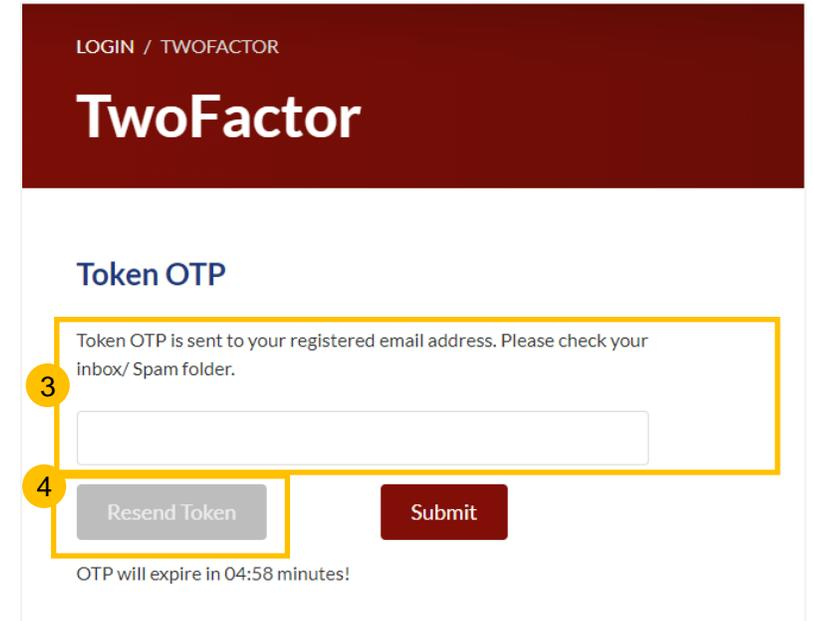 LOGIN / TWOFACTOR
TwoFactor
Token OTP
Token OTP is sent to your registered email address. Please check your
inbox/ Spam folder.
3
4
Resend Token
Submit
OTP will expire in 04:58 minutes!